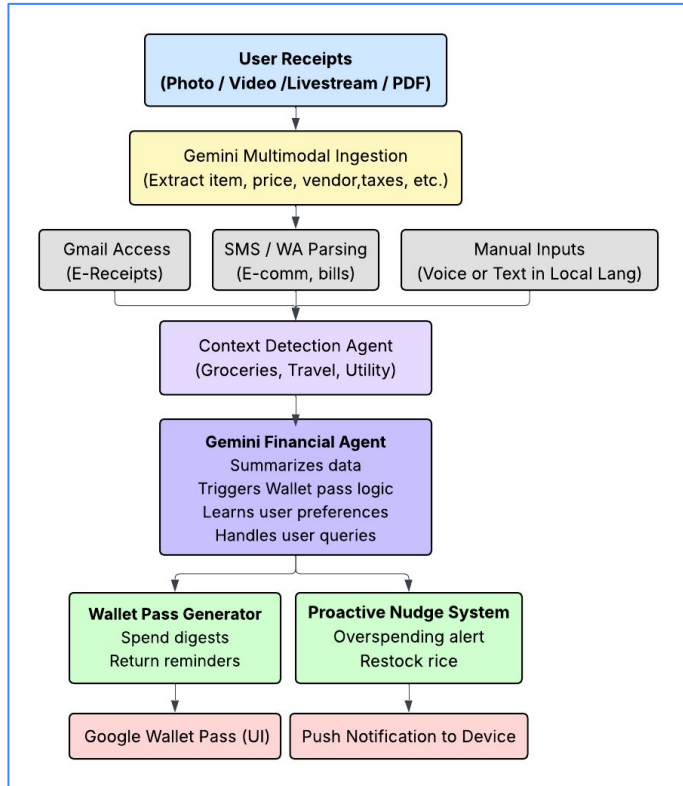 User Receipts
(Photo / Video /Livestream / PDF)
Gemini Multimodal Ingestion
(Extract item, price, vendor,taxes, etc.)
Gmail Access
(E-Receipts)
SMS / WA Parsing
(E-comm, bills)
Manual Inputs
(Voice or Text in Local Lang)
Context Detection Agent
(Groceries, Travel, Utility)
Gemini Financial Agent
Summarizes data
Triggers Wallet pass logic
Learns user preferences
Handles user queries
Wallet Pass Generator
Spend digests
Return reminders
Proactive Nudge System
Overspending alert
Restock rice
Google Wallet Pass (UI)
Push Notification to Device